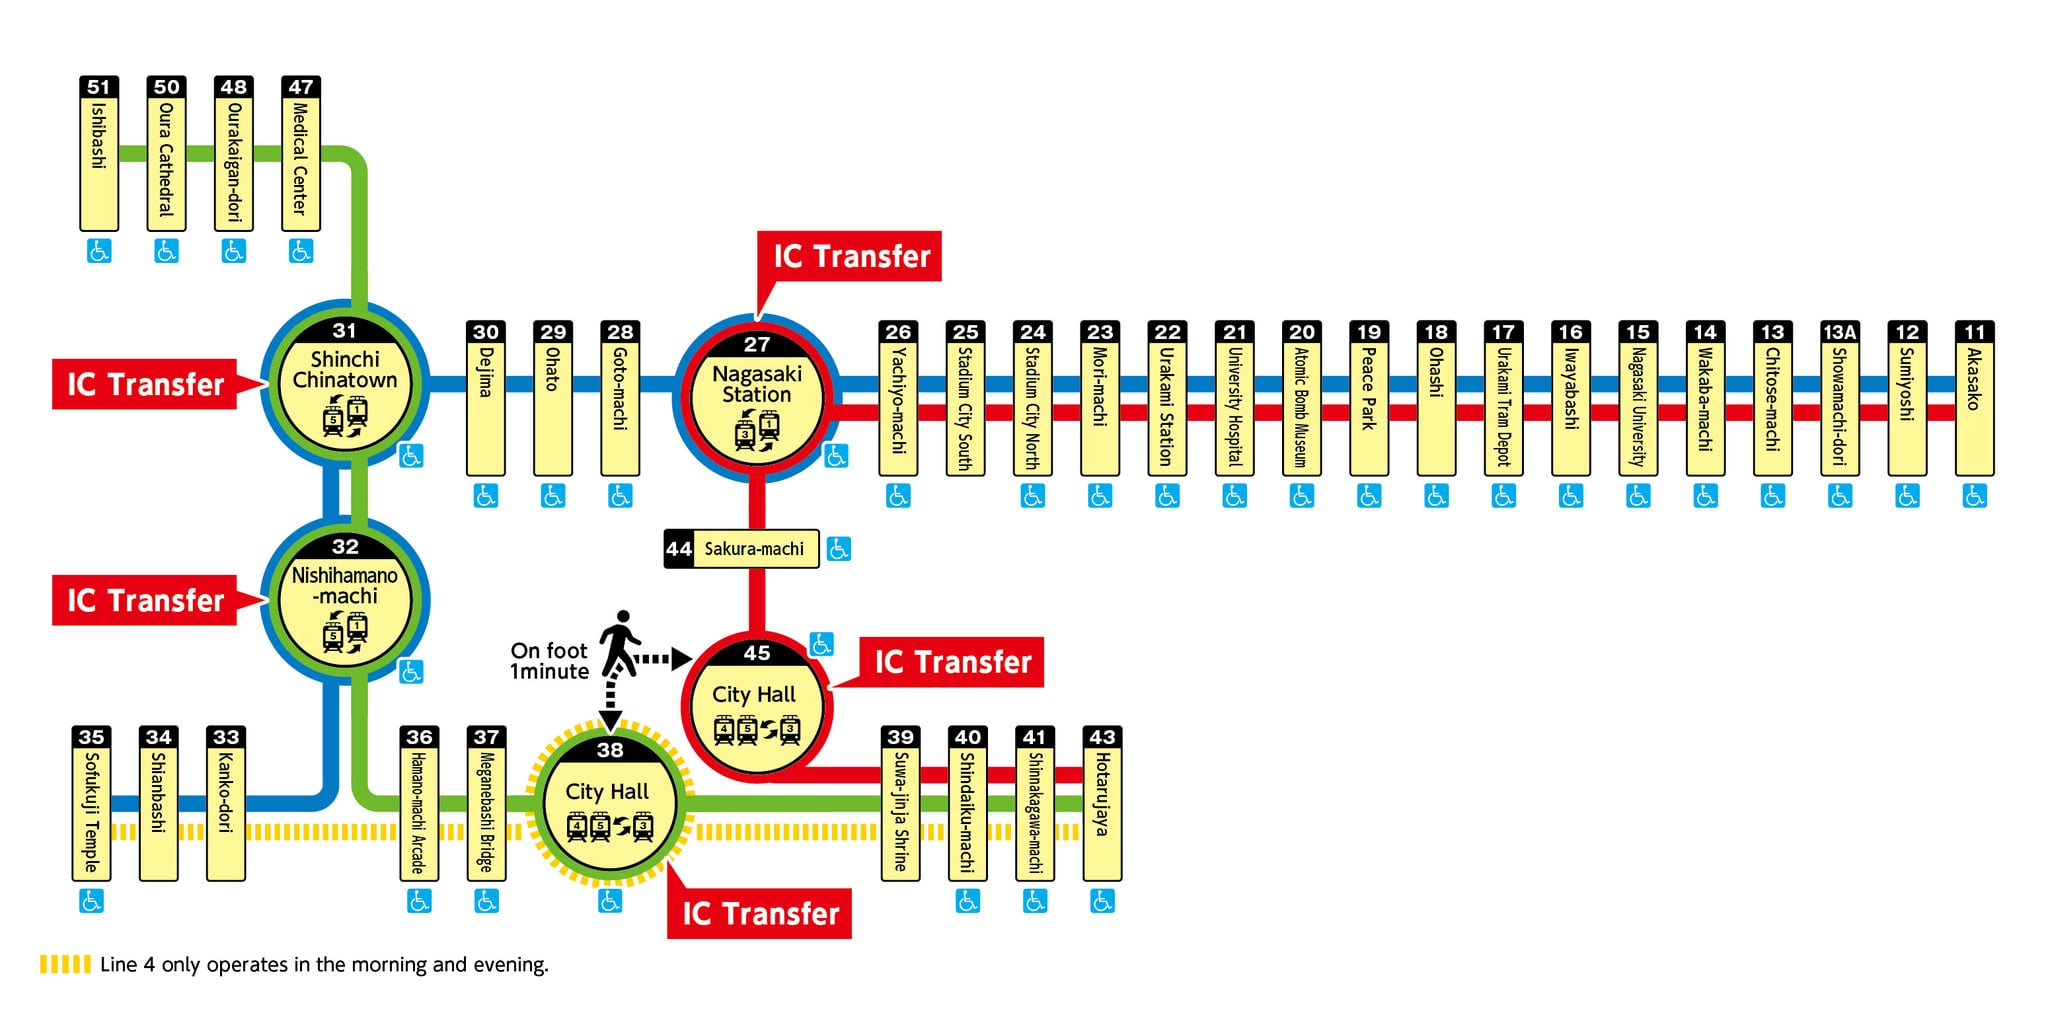 51
Ishibashi
50
Oura Cathedral
48
Ourakaigan-dori
47
Medical Center
IC Transfer
31
Shinchi
Chinatown
5
1
IC Transfer
30
Dejima
29
Ohato
28
Goto-machi
27
Nagasaki
Station
3
1
IC Transfer
26
Yachiyo-machi
25
Stadium City South
24
Stadium City North
23
Mori-machi
22
Urakami Station
21
University Hospital
20
Atomic Bomb Museum
19
Peace Park
18
Ohashi
17
Urakami Tram Depot
16
Iwayabashi
15
Nagasaki University
14
Wakaba-machi
13
Chitose-machi
13A
Showamachi-dori
12
Sumiyoshi
11
Akasako
44 Sakura-machi
IC Transfer
32
Nishihamano
-machi
5
1
On foot
1minute
45
City Hall
4 5 3
IC Transfer
35
Sofukuji Temple
34
Shianbashi
33
Kanko-dori
36
Hamano-machi Arcade
37
Meganebashi Bridge
38
City Hall
4 5 3
IC Transfer
39
Suwa-jinja Shrine
40
Shindaiku-machi
41
Shinnakagawa-machi
43
Hotarujaya
Line 4 only operates in the morning and evening.